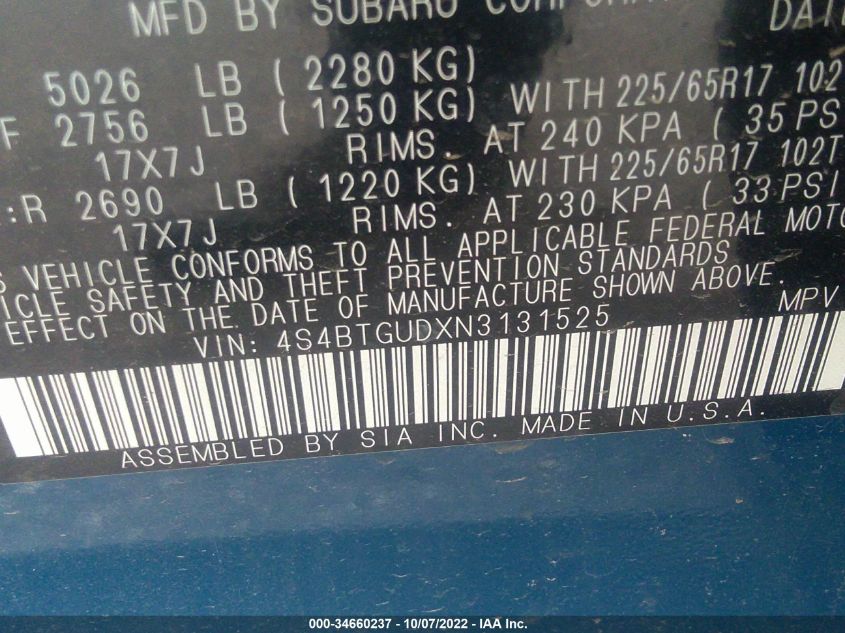 MFD BY SUBARU CORPORAT
5026 LB ( 2280 KG)
F 2756 LB ( 1250 KG) WITH 225/65R17 102
17X7J RIMS. AT 240 KPA ( 35 PS
:R 2690 LB ( 1220 KG) WITH 225/65R17 102T
17X7J RIMS. AT 230 KPA ( 33 PSI
S VEHICLE CONFORMS TO ALL APPLICABLE FEDERAL MOTO
ICLE SAFETY AND THEFT PREVENTION STANDARDS
EFFECT ON THE DATE OF MANUFACTURE SHOWN ABOVE.
VIN: 4S4BTGUDXN3131525 MPV
ASSEMBLED BY SIA INC. MADE IN U.S.A.
000-34660237 - 10/07/2022 - IAA Inc.